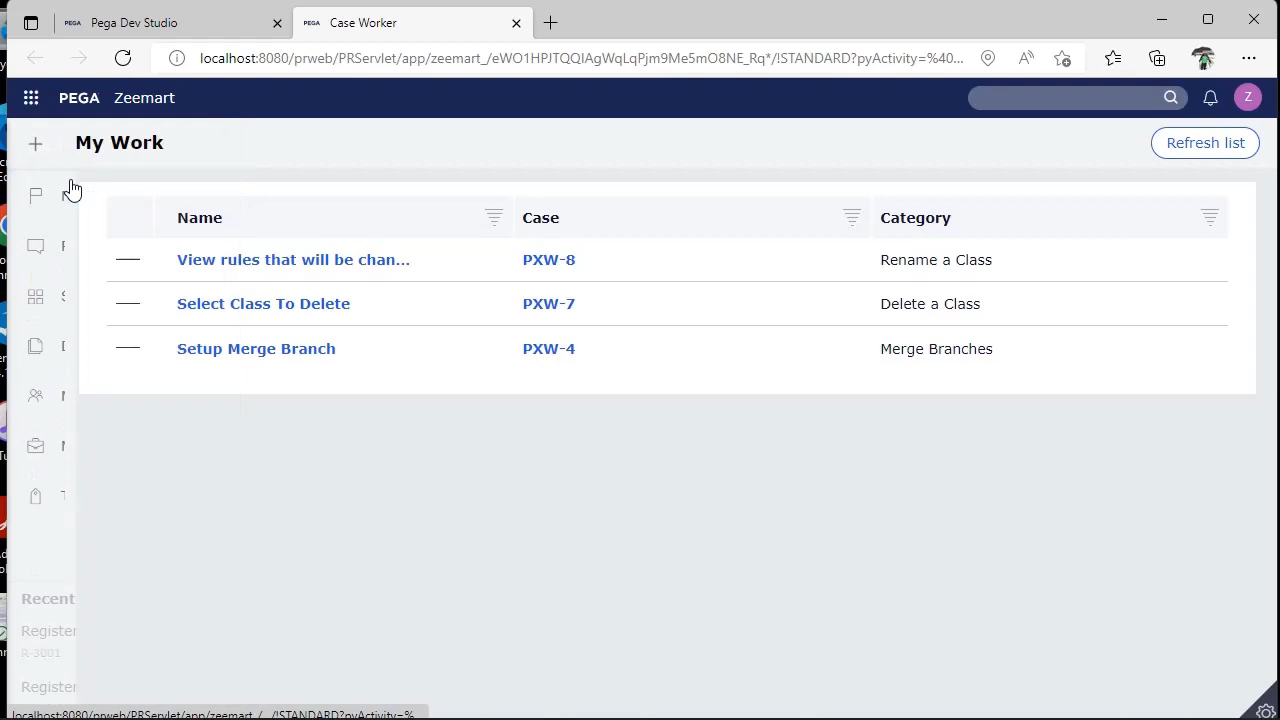 PEGA Pega Dev Studio
PEGA Case Worker
localhost:8080/prweb/PRServlet/app/zeemart_/eWO1HPJTQQIAgWqLqPjm9Me5mO8NE_Rq*/!STANDARD?pyActivity=%40...
PEGA Zeemart
Z
My Work
Refresh list
Name Case Category
View rules that will be chan... PXW-8 Rename a Class
Select Class To Delete PXW-7 Delete a Class
Setup Merge Branch PXW-4 Merge Branches
Recent
Register
R-3001
Register
localhost:8080/prweb/PRServlet/app/zeemart_/.../!STANDARD?pyActivity=%...